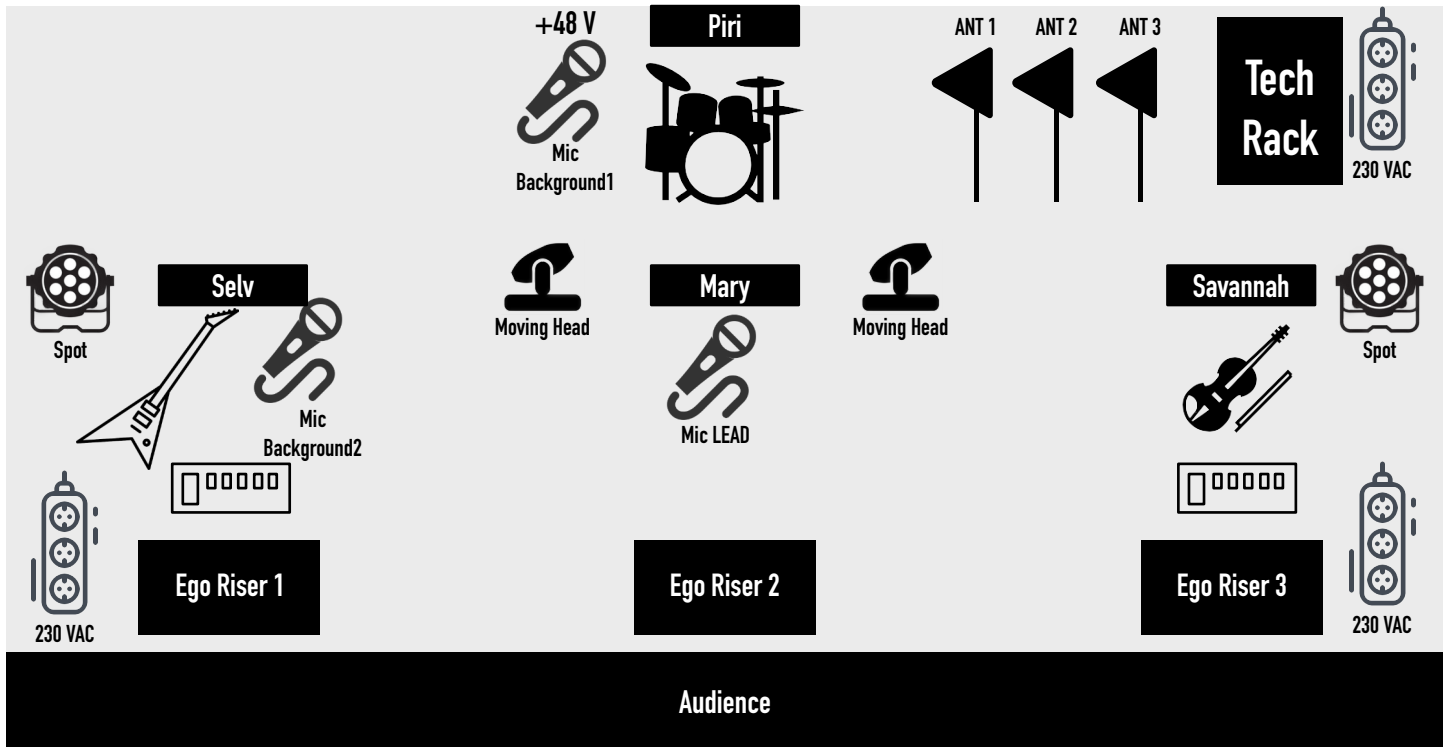 +48 V
Piri
ANT 1
ANT 2
ANT 3
Tech
Rack
Mic
Background1
230 VAC
Selv
Mary
Savannah
Moving Head
Moving Head
Spot
Spot
Mic
Background2
Mic LEAD
Ego Riser 1
Ego Riser 2
Ego Riser 3
230 VAC
230 VAC
Audience